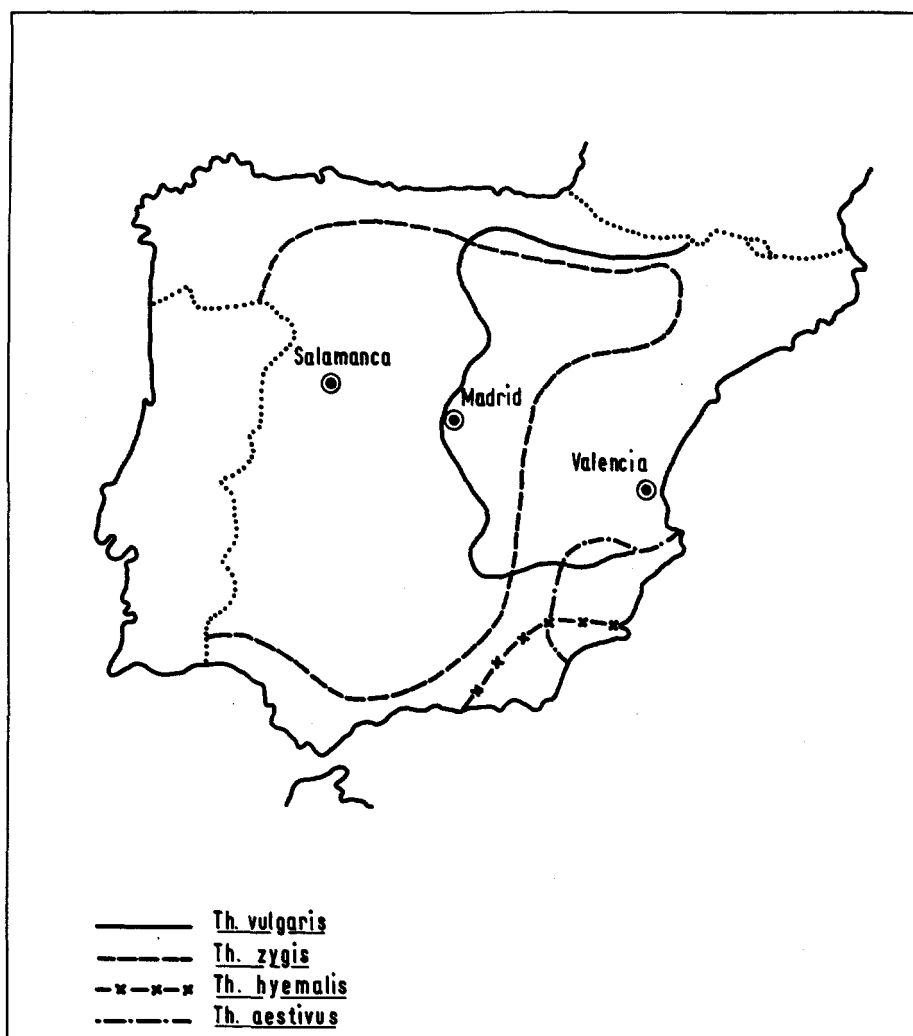 Salamanca
Madrid
Valencia
Th. vulgaris
Th. zygis
Th. hyemalis
Th. aestivus